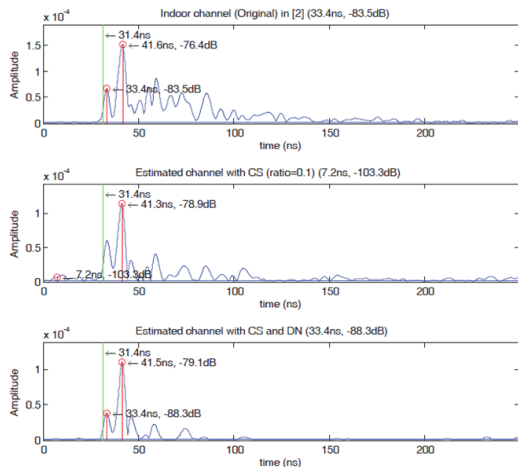 Indoor channel (Original) in [2] (33.4ns, -83.5dB)
x 10⁻⁴
←31.4ns
←41.6ns, -76.4dB
←33.4ns, -83.5dB
1.5
1
0.5
0
Amplitude
0 50 100 150 200
time (ns)
Estimated channel with CS (ratio=0.1) (7.2ns, -103.3dB)
x 10⁻⁴
←31.4ns
←41.3ns, -78.9dB
←7.2ns, -103.3dB
1
0.5
0
Amplitude
0 50 100 150 200
time (ns)
Estimated channel with CS and DN (33.4ns, -88.3dB)
x 10⁻⁴
←31.4ns
←41.5ns, -79.1dB
←33.4ns, -88.3dB
1
0.5
0
Amplitude
0 50 100 150 200
time (ns)